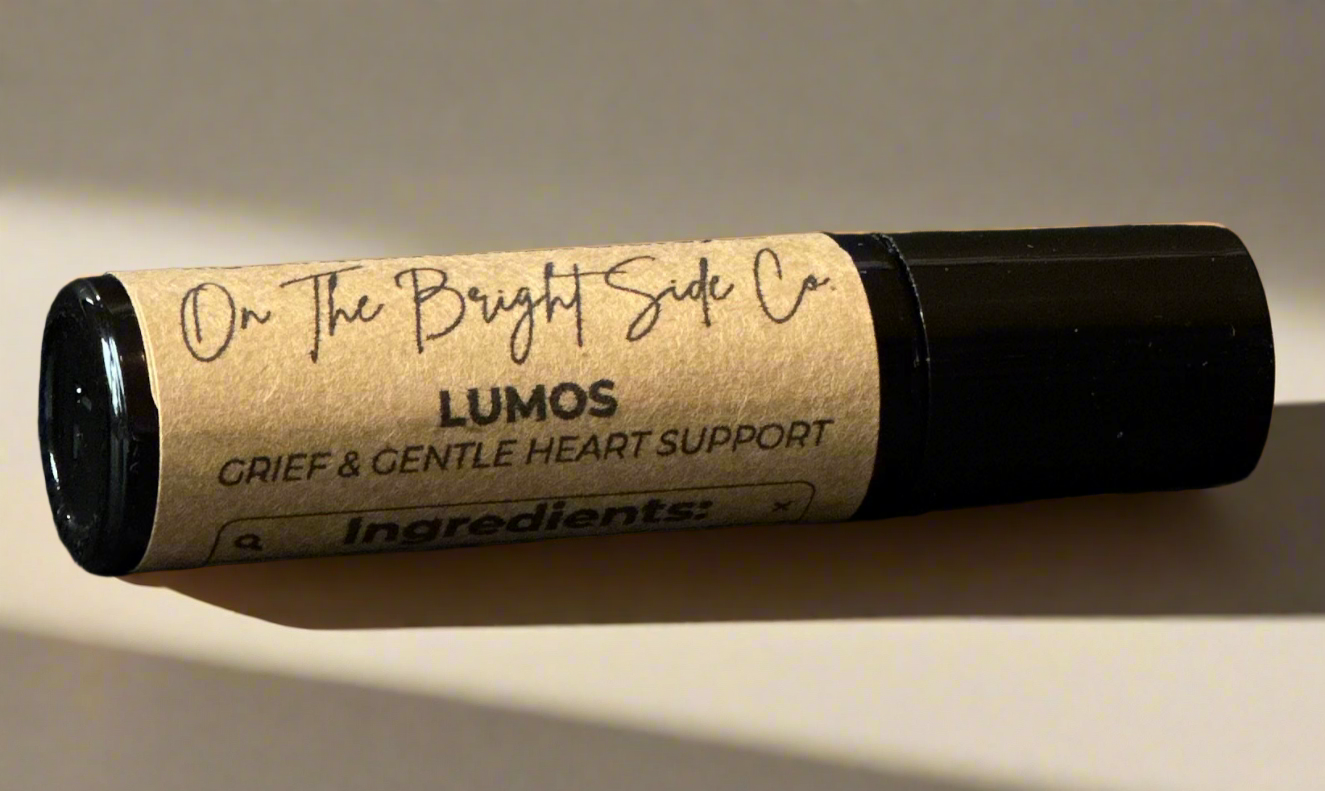 On The Bright Side Co.
LUMOS
GRIEF & GENTLE HEART SUPPORT
Ingredients: